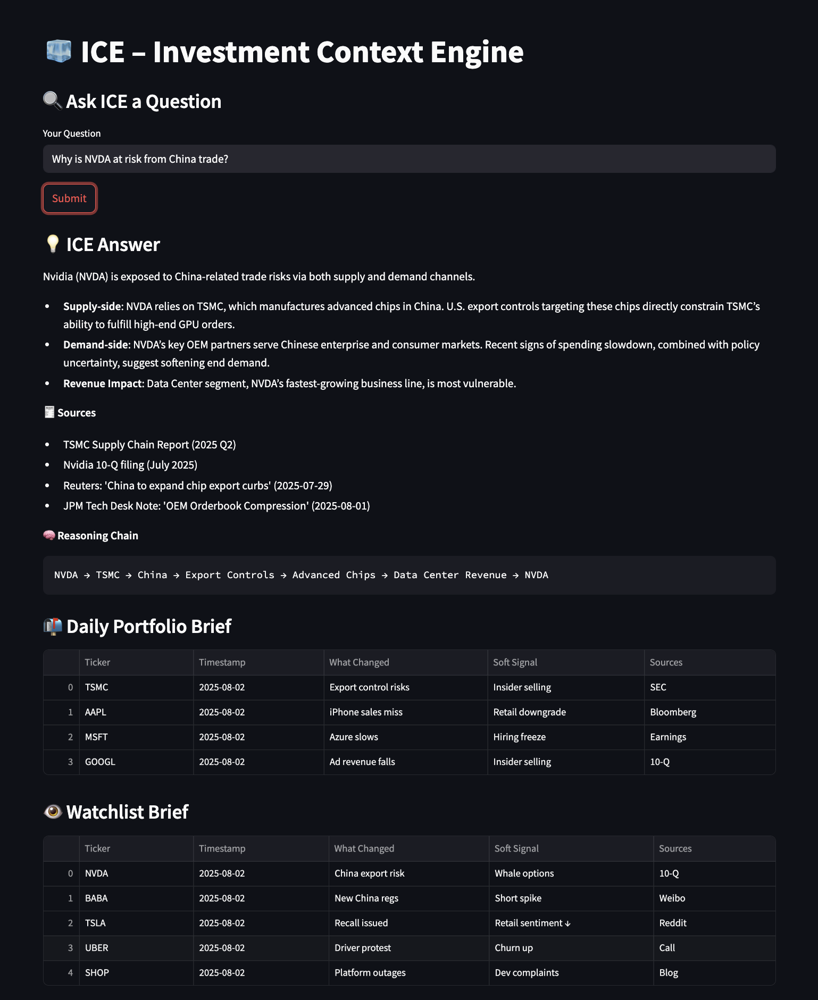 ICE – Investment Context Engine
Ask ICE a Question
Your Question
Why is NVDA at risk from China trade?
Submit
ICE Answer
Nvidia (NVDA) is exposed to China-related trade risks via both supply and demand channels.
• Supply-side: NVDA relies on TSMC, which manufactures advanced chips in China. U.S. export controls targeting these chips directly constrain TSMC’s
ability to fulfill high-end GPU orders.
• Demand-side: NVDA’s key OEM partners serve Chinese enterprise and consumer markets. Recent signs of spending slowdown, combined with policy
uncertainty, suggest softening end demand.
• Revenue Impact: Data Center segment, NVDA’s fastest-growing business line, is most vulnerable.
Sources
• TSMC Supply Chain Report (2025 Q2)
• Nvidia 10-Q filing (July 2025)
• Reuters: 'China to expand chip export curbs' (2025-07-29)
• JPM Tech Desk Note: 'OEM Orderbook Compression' (2025-08-01)
Reasoning Chain
NVDA → TSMC → China → Export Controls → Advanced Chips → Data Center Revenue → NVDA
Daily Portfolio Brief
Ticker Timestamp What Changed Soft Signal Sources
0 TSMC 2025-08-02 Export control risks Insider selling SEC
1 AAPL 2025-08-02 iPhone sales miss Retail downgrade Bloomberg
2 MSFT 2025-08-02 Azure slows Hiring freeze Earnings
3 GOOGL 2025-08-02 Ad revenue falls Insider selling 10-Q
Watchlist Brief
Ticker Timestamp What Changed Soft Signal Sources
0 NVDA 2025-08-02 China export risk Whale options 10-Q
1 BABA 2025-08-02 New China regs Short spike Weibo
2 TSLA 2025-08-02 Recall issued Retail sentiment ↓ Reddit
3 UBER 2025-08-02 Driver protest Churn up Call
4 SHOP 2025-08-02 Platform outages Dev complaints Blog